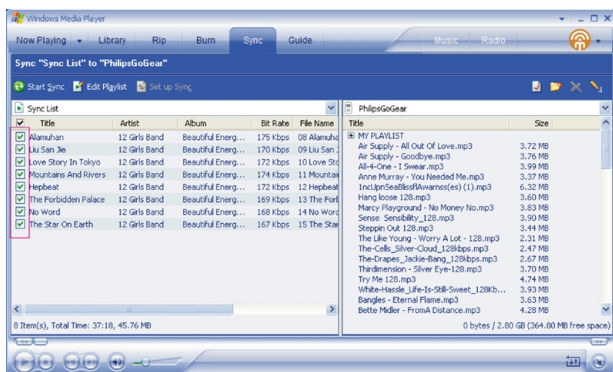 Windows Media Player
Now Playing Library Rip Burn Sync Guide Music Radio
Sync "Sync List" to "PhilipsGoGear"
Start Sync Edit Playlist Set up Sync
Sync List
Title Artist Album Bit Rate File Name
Alamuhan 12 Girls Band Beautiful Energ... 175 Kbps 08 Alamuha
Liu San Jie 12 Girls Band Beautiful Energ... 170 Kbps 09 Liu San J
Love Story In Tokyo 12 Girls Band Beautiful Energ... 172 Kbps 10 Love Sto
Mountains And Rivers 12 Girls Band Beautiful Energ... 174 Kbps 11 Mountai
Hepbeat 12 Girls Band Beautiful Energ... 172 Kbps 12 Hepbeat
The Forbidden Palace 12 Girls Band Beautiful Energ... 169 Kbps 13 The Forb
No Word 12 Girls Band Beautiful Energ... 168 Kbps 14 No Word
The Star On Earth 12 Girls Band Beautiful Energ... 167 Kbps 15 The Star
8 Item(s), Total Time: 37:18, 45.76 MB
PhilipsGoGear
Title Size
MY PLAYLIST
Air Supply - All Out Of Love.mp3 3.72 MB
Air Supply - Goodbye.mp3 3.76 MB
All-4-One - I Swear.mp3 3.99 MB
Anne Murray - You Needed Me.mp3 3.37 MB
6.32 MB
Hang loose 128.mp3 3.60 MB
Marcy Playground - No Money No.mp3 3.83 MB
Sense Sensibility_128.mp3 3.90 MB
Steppin Out 128.mp3 3.44 MB
The Like Young - Worry A Lot - 128.mp3 2.31 MB
The-Cells_Silver-Cloud_128kbps.mp3 2.47 MB
The-Drapes_Jackie-Bang_128kbps.mp3 2.67 MB
Thirdimension - Silver Eye-128.mp3 3.70 MB
Try Me 128.mp3 4.74 MB
White-Hassle_Life-Is-Still-Sweet_128Kb... 3.93 MB
Bangles - Eternal Flame.mp3 3.63 MB
Bette Midler - FromA Distance.mp3 4.28 MB
0 bytes / 2.80 GB (364.80 MB free space)